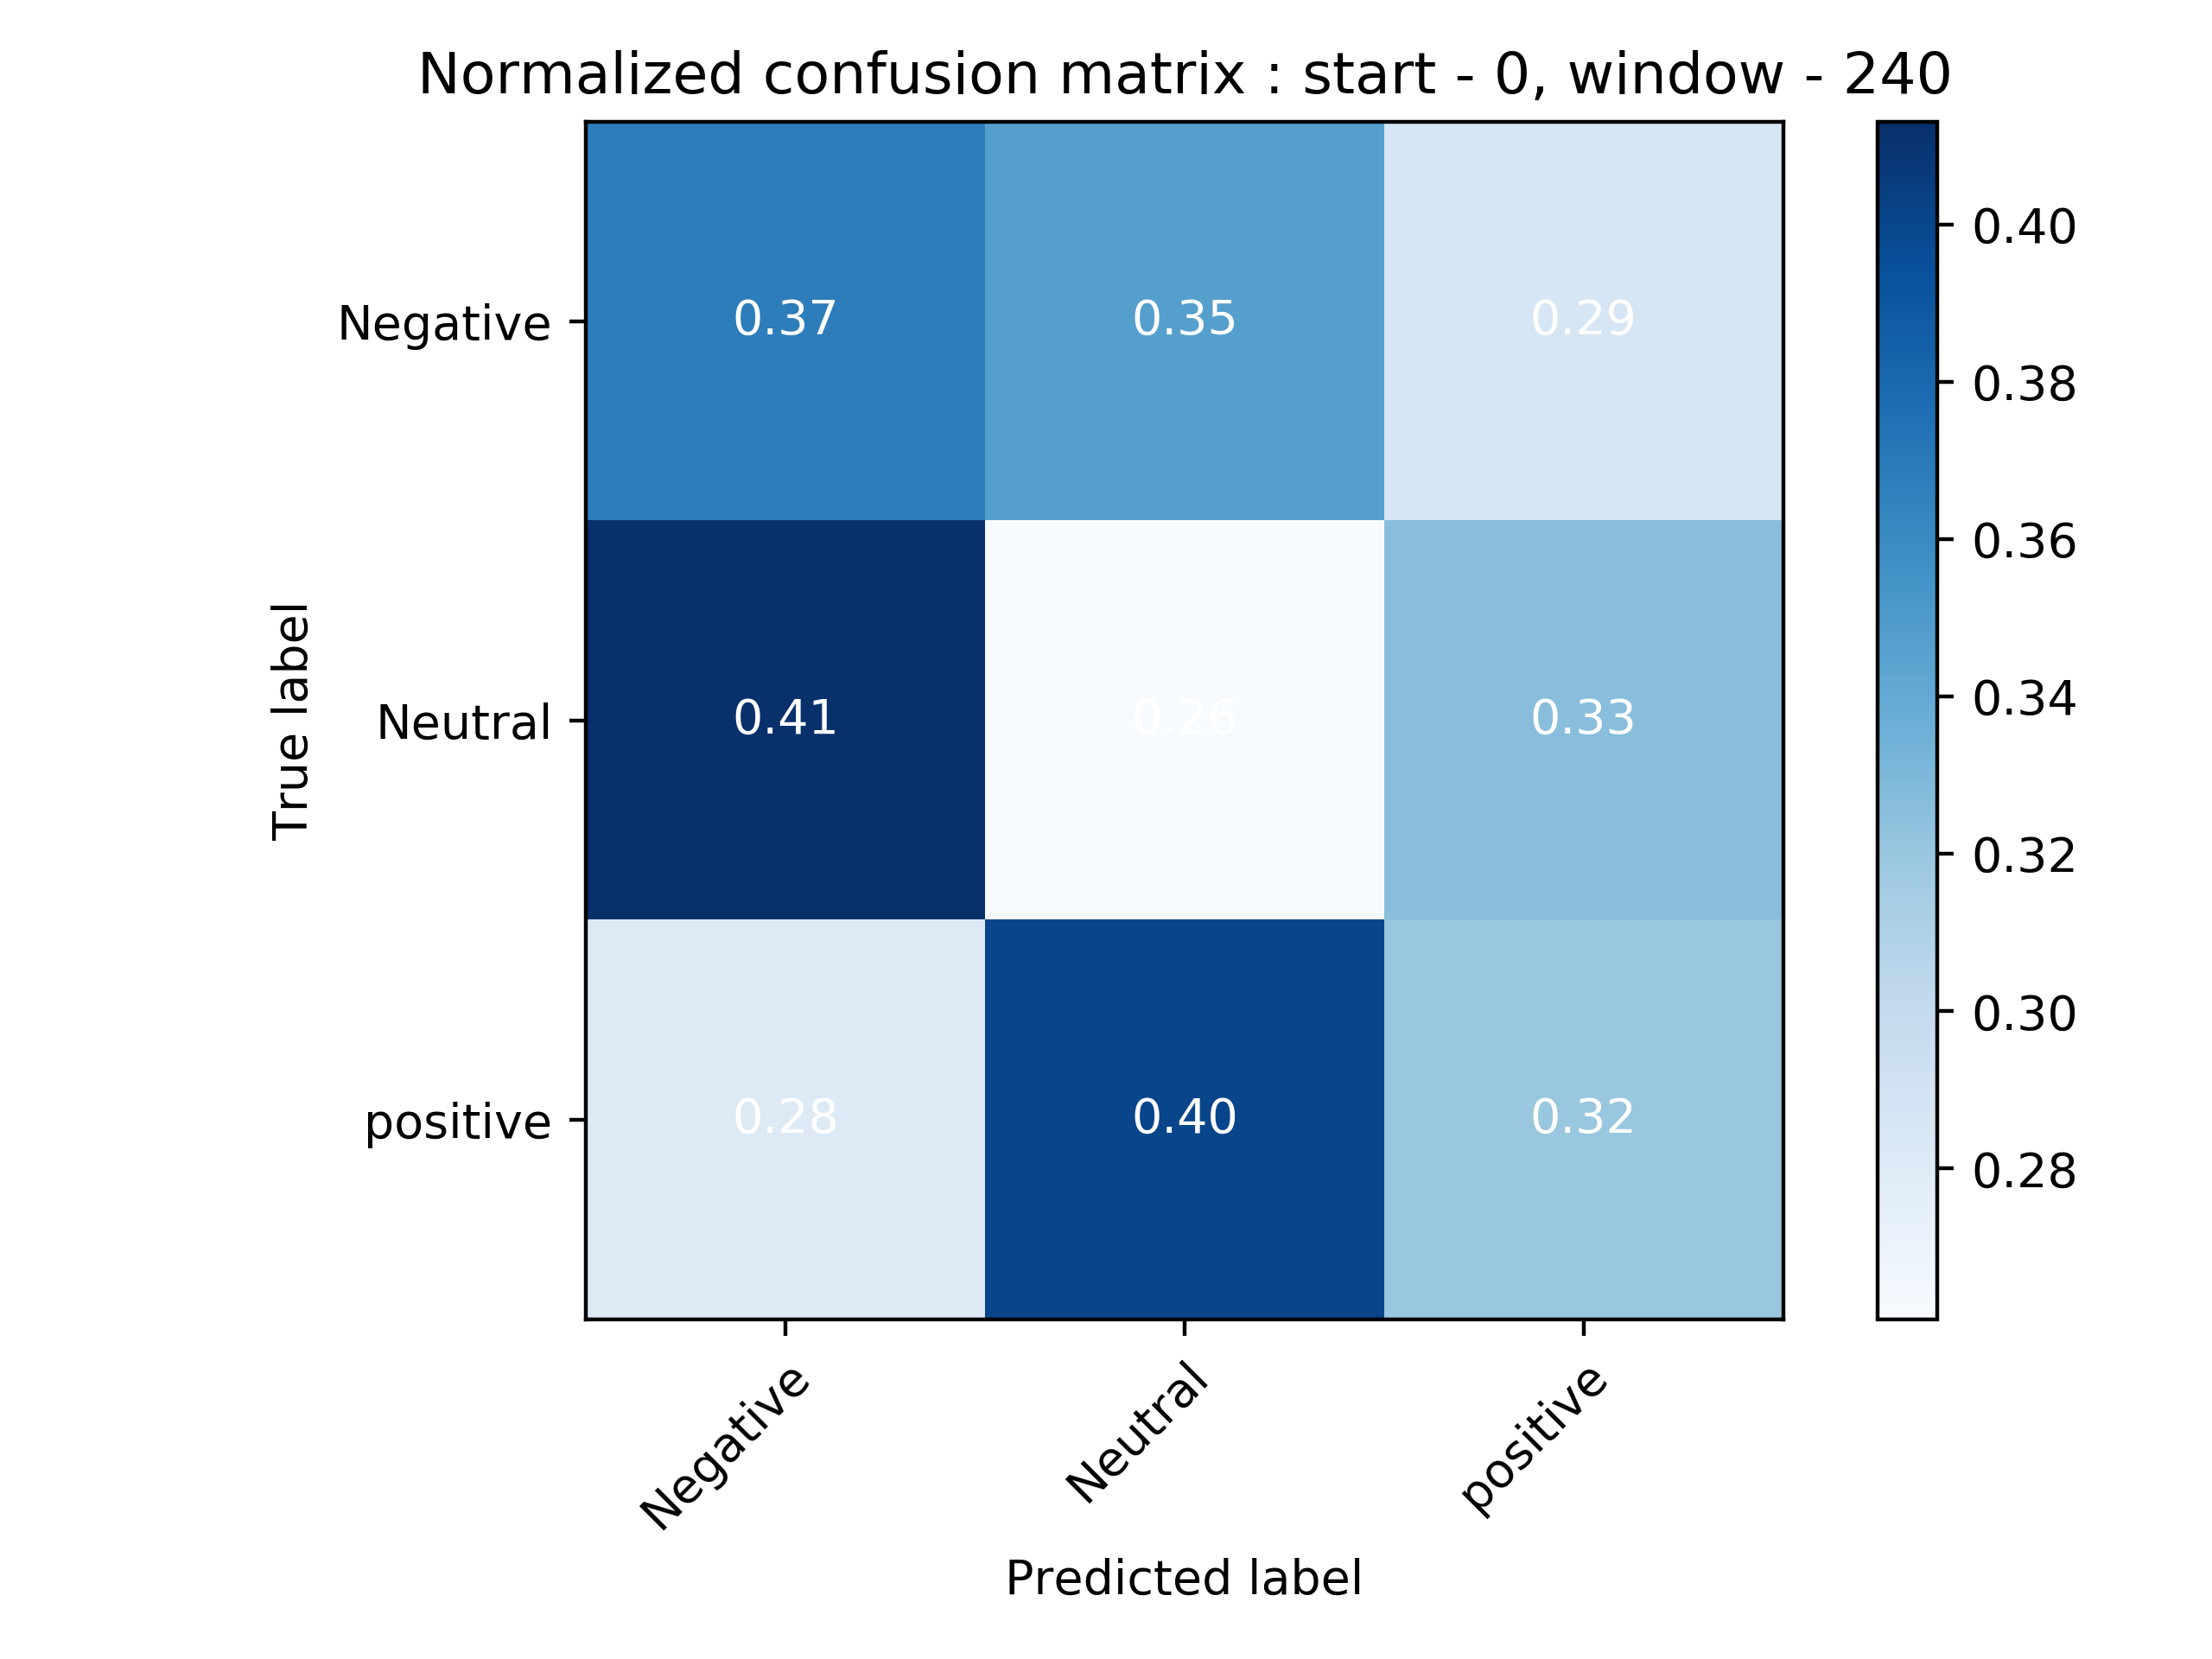 Normalized confusion matrix : start - 0, window - 240
True label
Negative
0.37 0.35 0.29
Neutral
0.41 0.26 0.33
positive
0.28 0.40 0.32
Negative
Neutral
positive
Predicted label
0.40
0.38
0.36
0.34
0.32
0.30
0.28